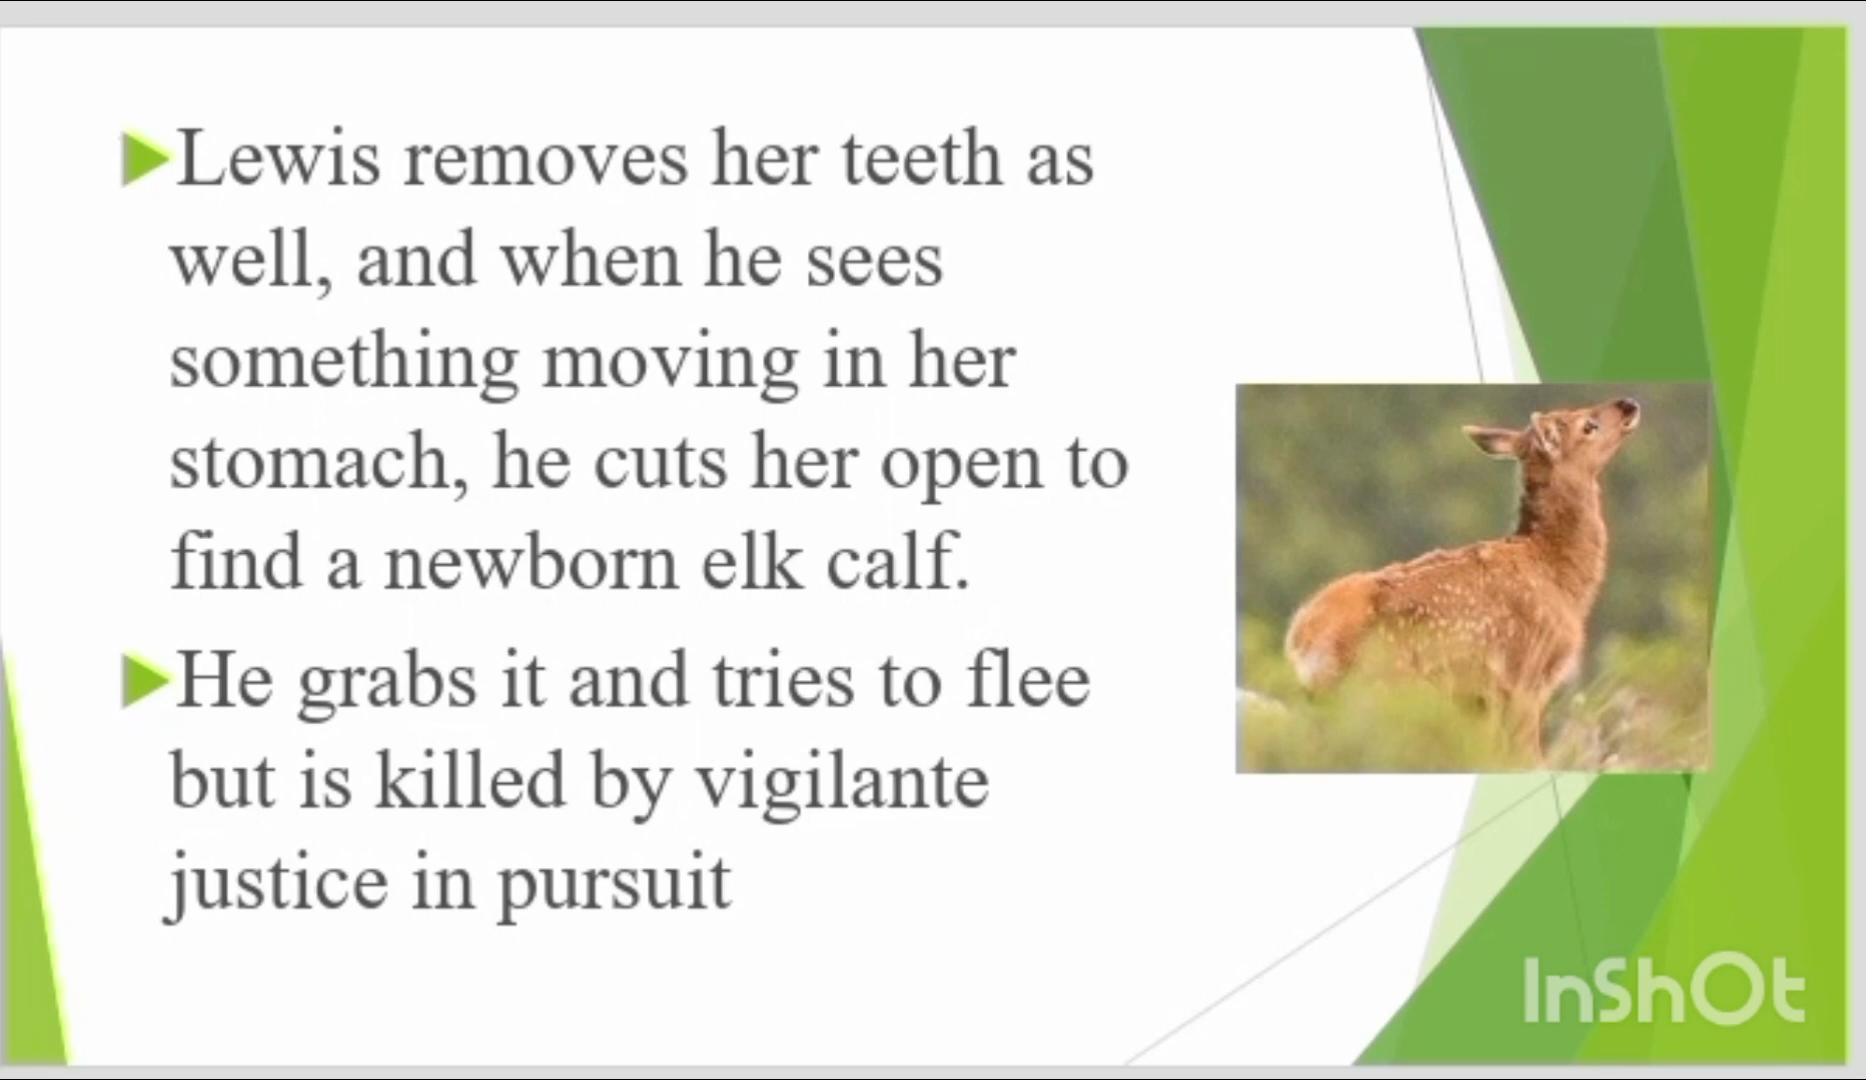 Lewis removes her teeth as
well, and when he sees
something moving in her
stomach, he cuts her open to
find a newborn elk calf.
He grabs it and tries to flee
but is killed by vigilante
justice in pursuit
InShOt